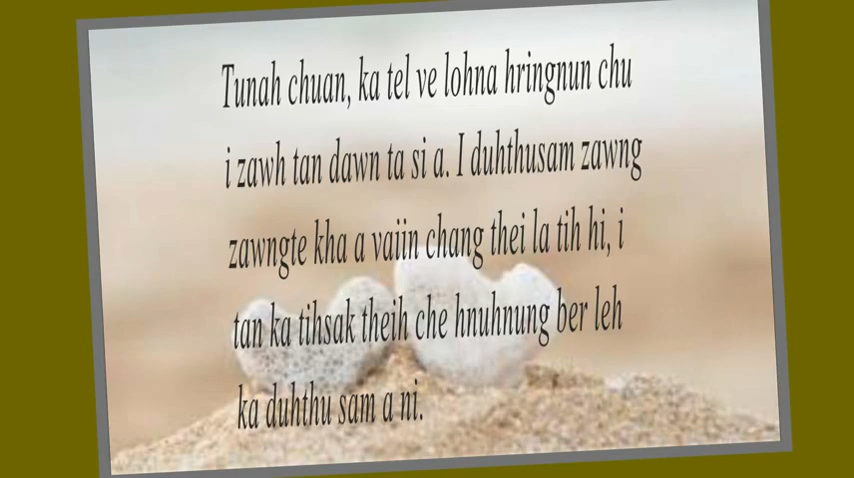 Tunah chuan, ka tel ve lohna hringnun chu
i zawh tan dawn ta si a. I duhthusam zawng
zawngte kha a vaiin chang thei la tih hi, i
tan ka tihsak theih che hnuhnung ber leh
ka duhthu sam a ni.